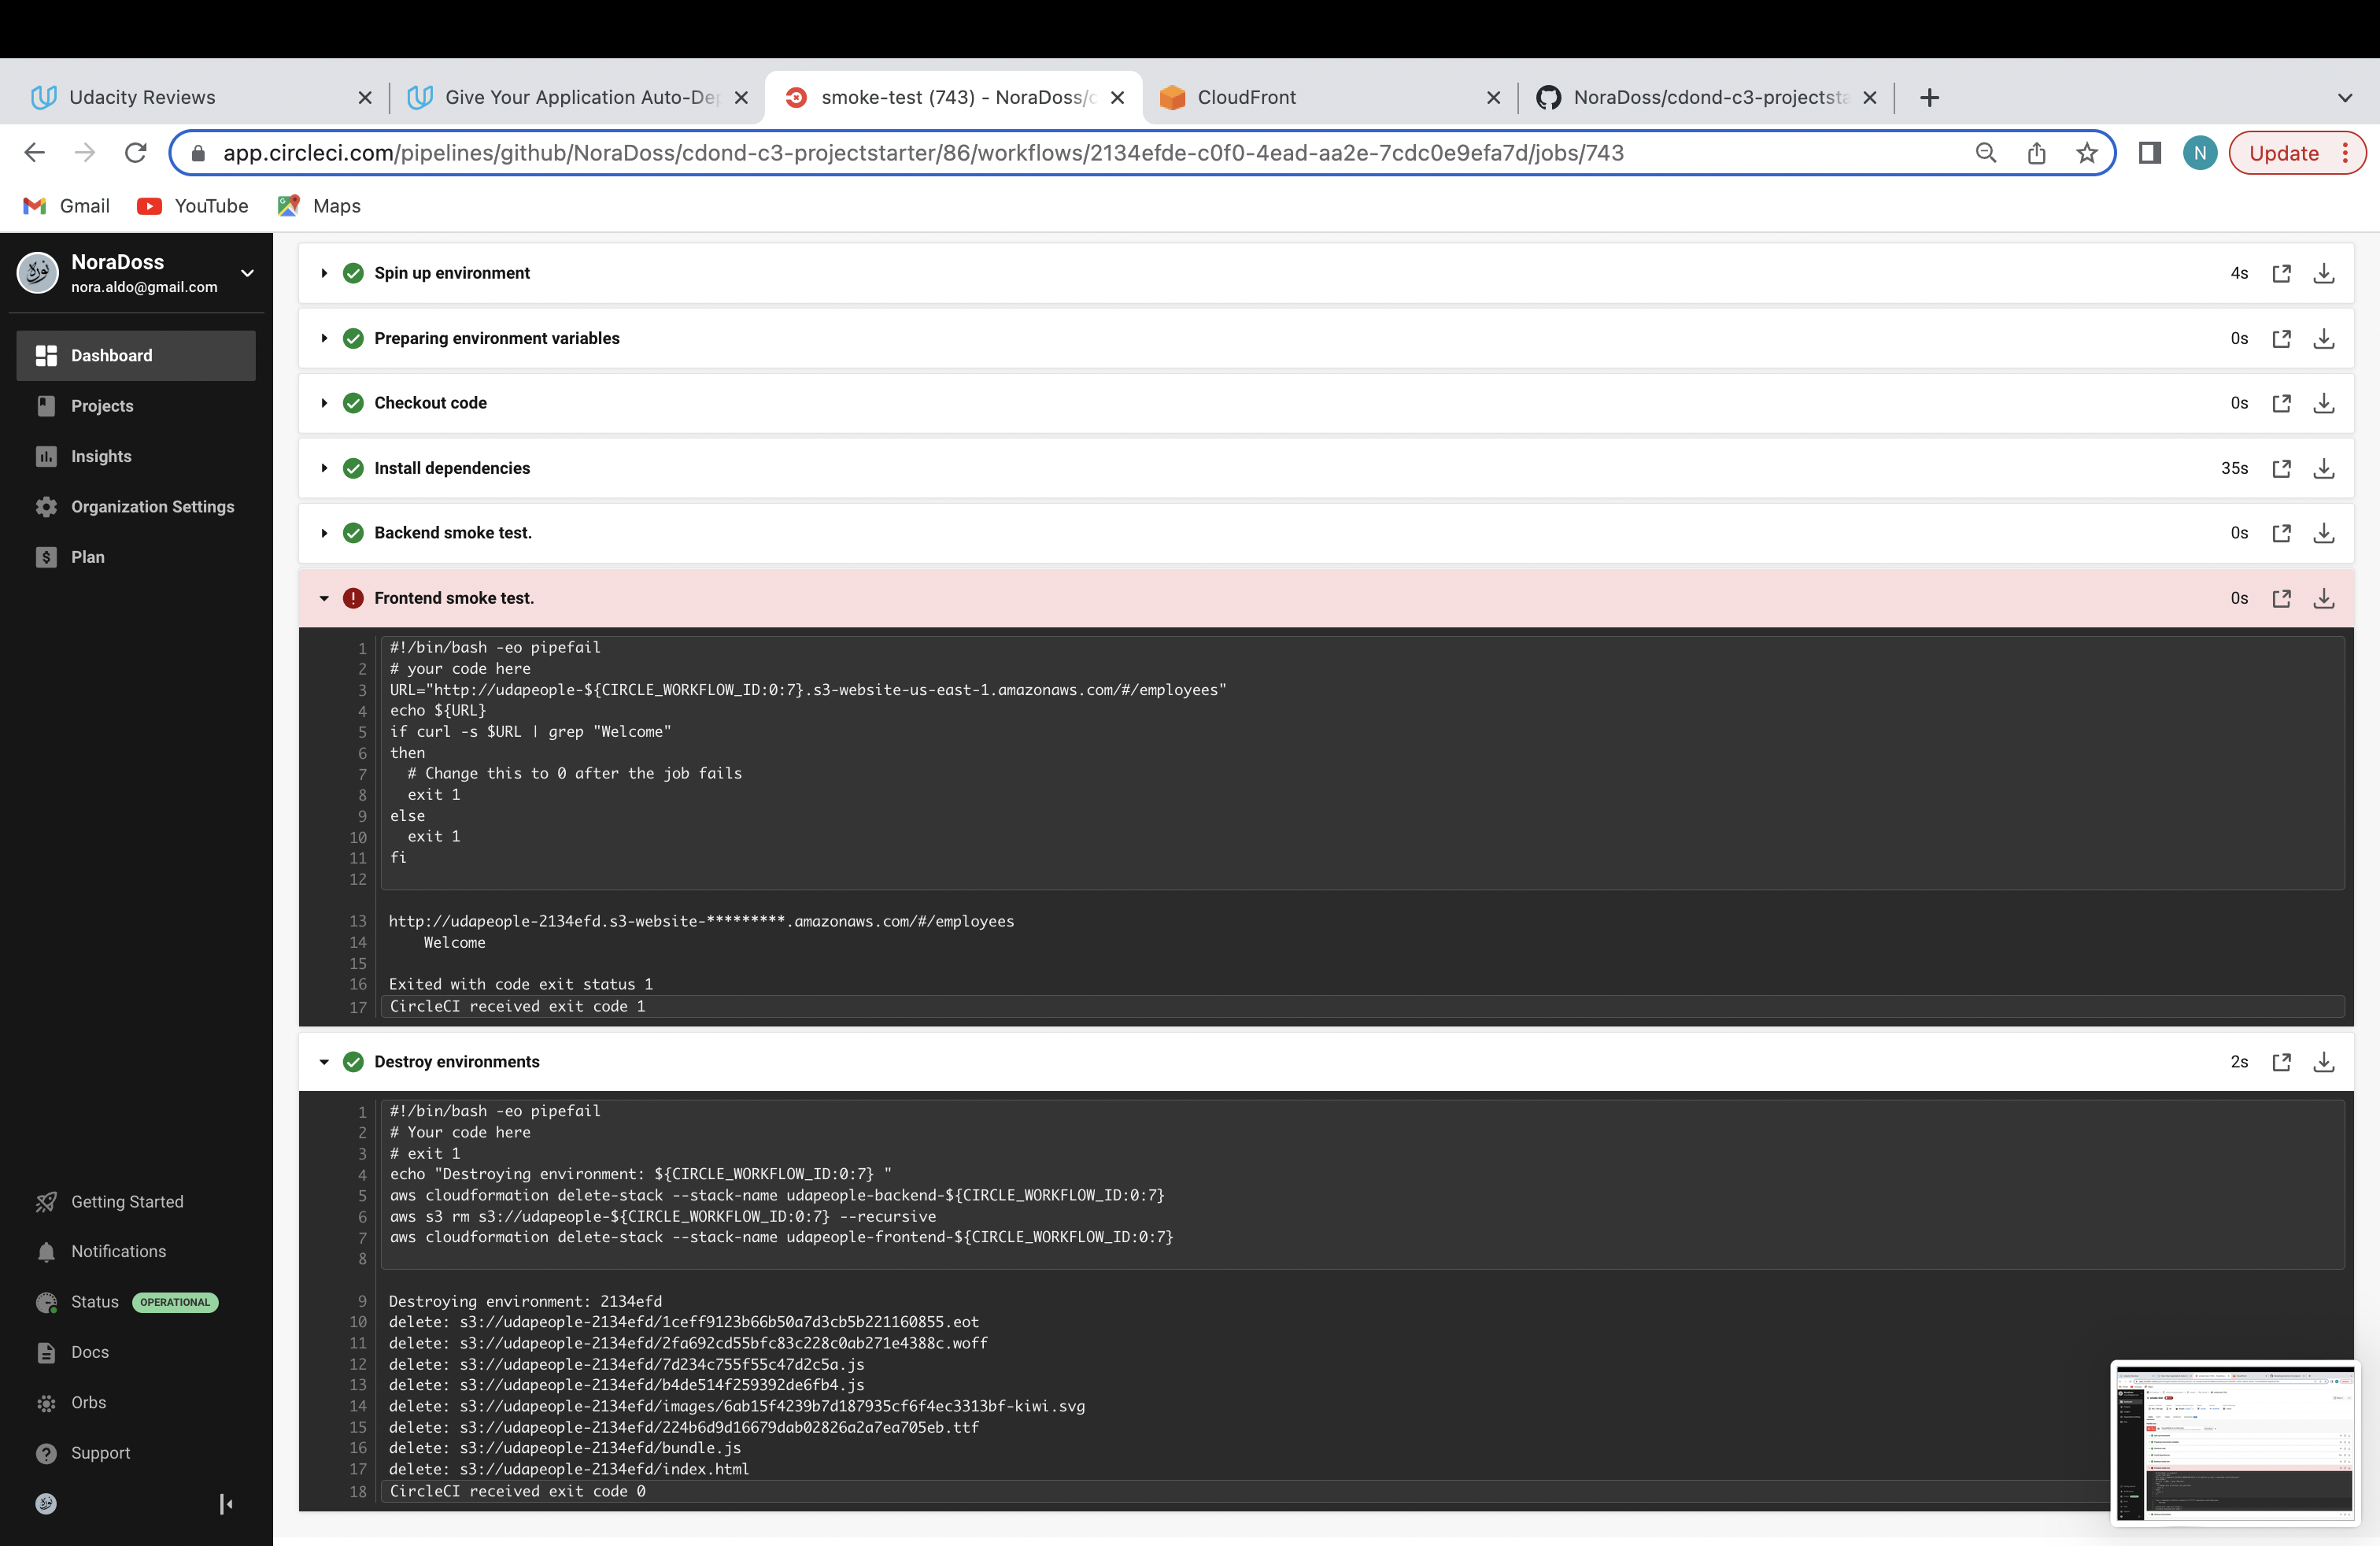 Udacity Reviews
Give Your Application Auto-De
smoke-test (743) - NoraDoss/c
CloudFront
NoraDoss/cdond-c3-projectsta
app.circleci.com/pipelines/github/NoraDoss/cdond-c3-projectstarter/86/workflows/2134efde-c0f0-4ead-aa2e-7cdc0e9efa7d/jobs/743
N
Update
Gmail
YouTube
Maps
نورة
NoraDoss
nora.aldo@gmail.com
Dashboard
Projects
Insights
Organization Settings
Plan
Getting Started
Notifications
Status OPERATIONAL
Docs
Orbs
Support
Spin up environment 4s
Preparing environment variables 0s
Checkout code 0s
Install dependencies 35s
Backend smoke test. 0s
Frontend smoke test. 0s
1 #!/bin/bash -eo pipefail
2 # your code here
3 URL="http://udapeople-${CIRCLE_WORKFLOW_ID:0:7}.s3-website-us-east-1.amazonaws.com/#/employees"
4 echo ${URL}
5 if curl -s $URL | grep "Welcome"
6 then
7 # Change this to 0 after the job fails
8 exit 1
9 else
10 exit 1
11 fi
12
13 http://udapeople-2134efd.s3-website-*********.amazonaws.com/#/employees
14 Welcome
15
16 Exited with code exit status 1
17 CircleCI received exit code 1
Destroy environments 2s
1 #!/bin/bash -eo pipefail
2 # Your code here
3 # exit 1
4 echo "Destroying environment: ${CIRCLE_WORKFLOW_ID:0:7} "
5 aws cloudformation delete-stack --stack-name udapeople-backend-${CIRCLE_WORKFLOW_ID:0:7}
6 aws s3 rm s3://udapeople-${CIRCLE_WORKFLOW_ID:0:7} --recursive
7 aws cloudformation delete-stack --stack-name udapeople-frontend-${CIRCLE_WORKFLOW_ID:0:7}
8
9 Destroying environment: 2134efd
10 delete: s3://udapeople-2134efd/1ceff9123b66b50a7d3cb5b221160855.eot
11 delete: s3://udapeople-2134efd/2fa692cd55bfc83c228c0ab271e4388c.woff
12 delete: s3://udapeople-2134efd/7d234c755f55c47d2c5a.js
13 delete: s3://udapeople-2134efd/b4de514f259392de6fb4.js
14 delete: s3://udapeople-2134efd/images/6ab15f4239b7d187935cf6f4ec3313bf-kiwi.svg
15 delete: s3://udapeople-2134efd/224b6d9d16679dab02826a2a7ea705eb.ttf
16 delete: s3://udapeople-2134efd/bundle.js
17 delete: s3://udapeople-2134efd/index.html
18 CircleCI received exit code 0